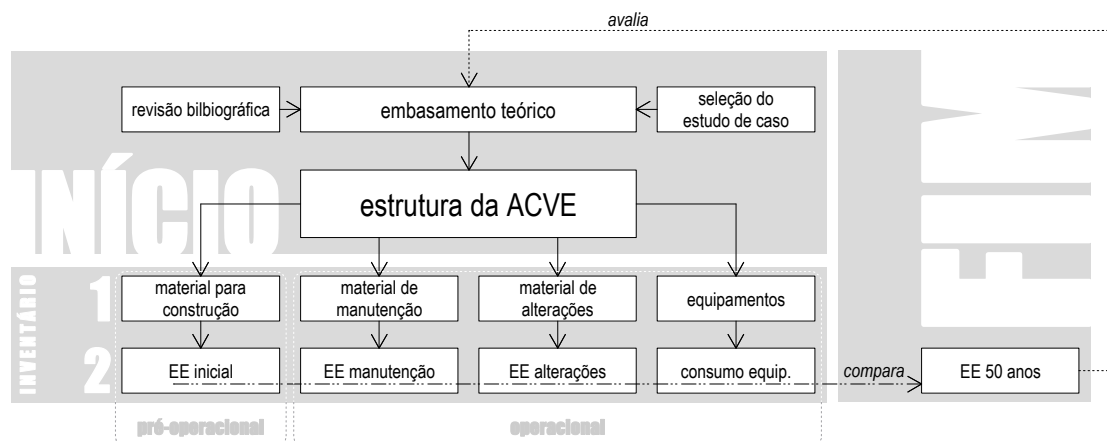 avalia
revisão bilbiográfica
embasamento teórico
seleção do
estudo de caso
INÍCIO
estrutura da ACVE
FIM
INVENTÁRIO
1
material para
construção
material de
manutenção
material de
alterações
equipamentos
2
EE inicial
EE manutenção
EE alterações
consumo equip.
compara
EE 50 anos
pré-operacional
operacional